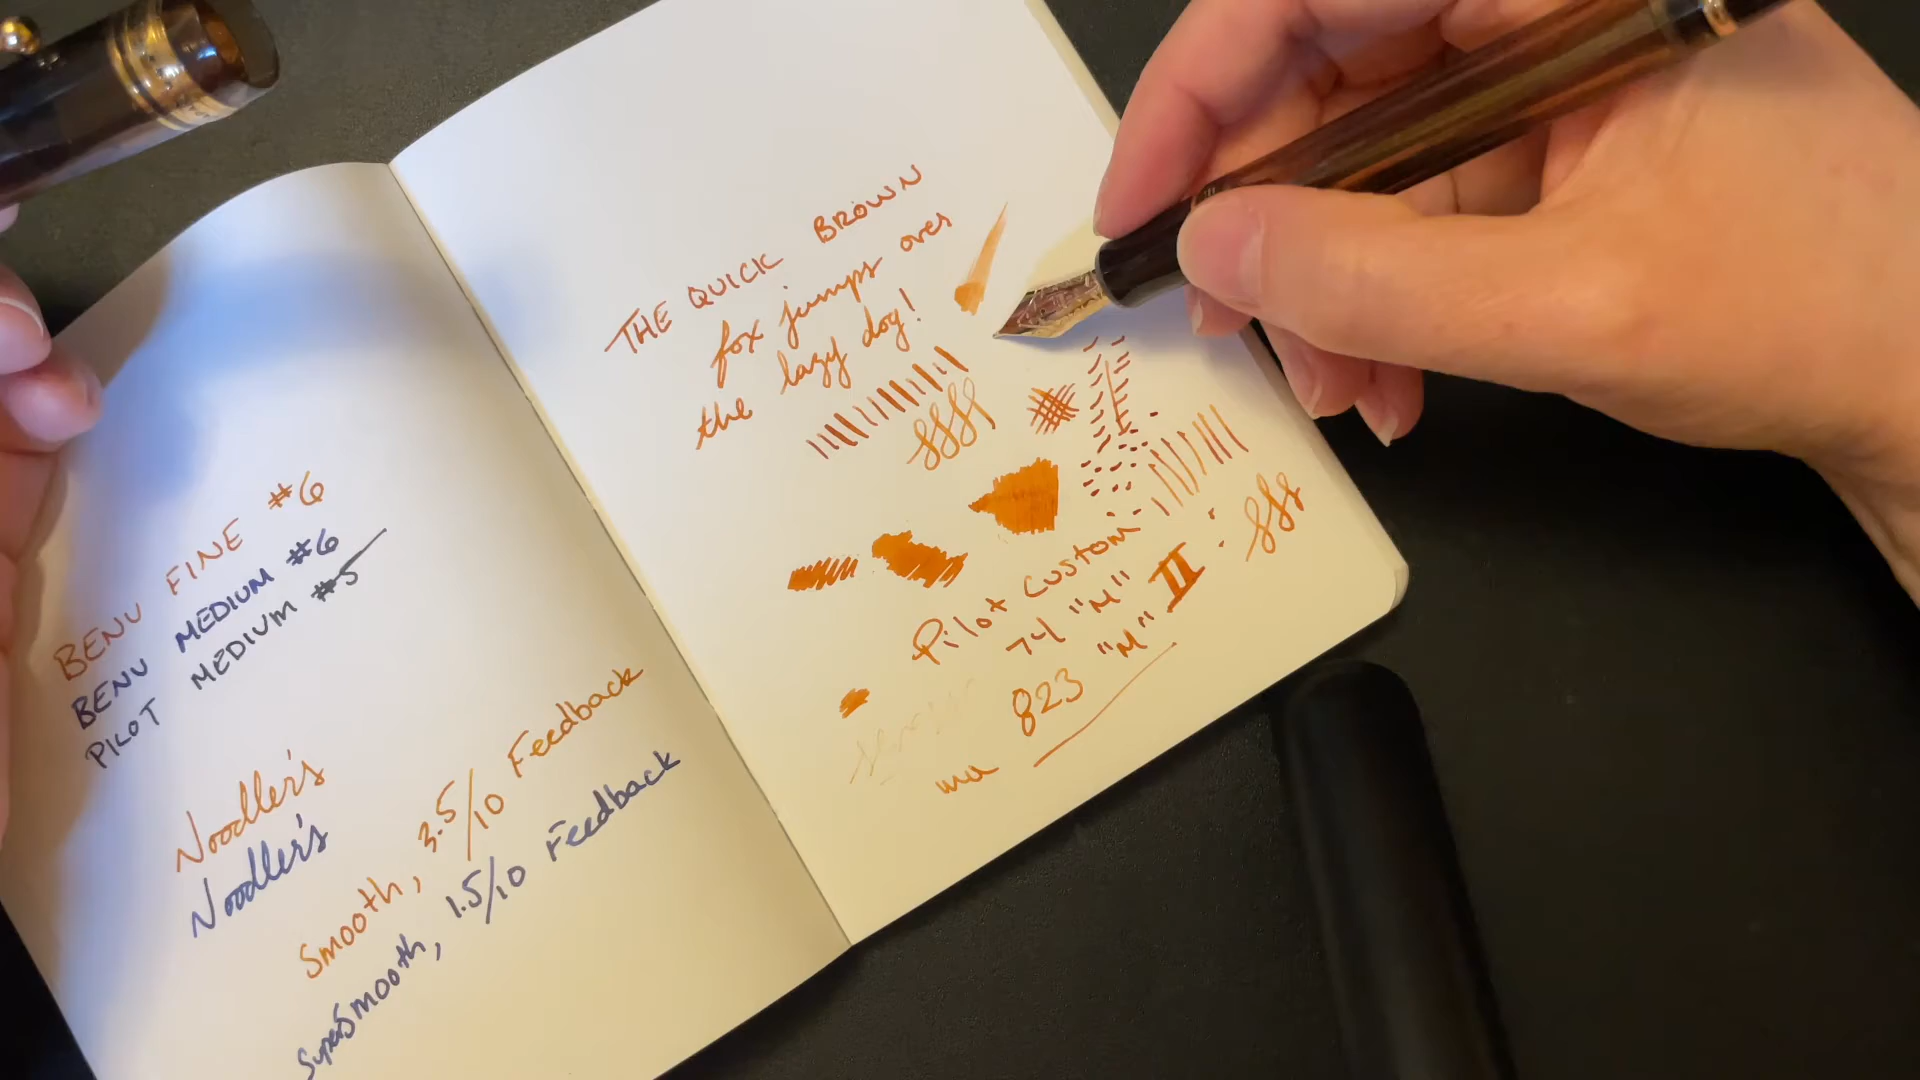 BENU FINE #6
BENU MEDIUM #6
PILOT MEDIUM #5
Noodler's
Noodler's
Smooth, 3.5/10 Feedback
SuperSmooth, 1.5/10 Feedback
THE QUICK BROWN
fox jumps over
the lazy dog!
Pilot Custom
74 "M" II
823 "M"